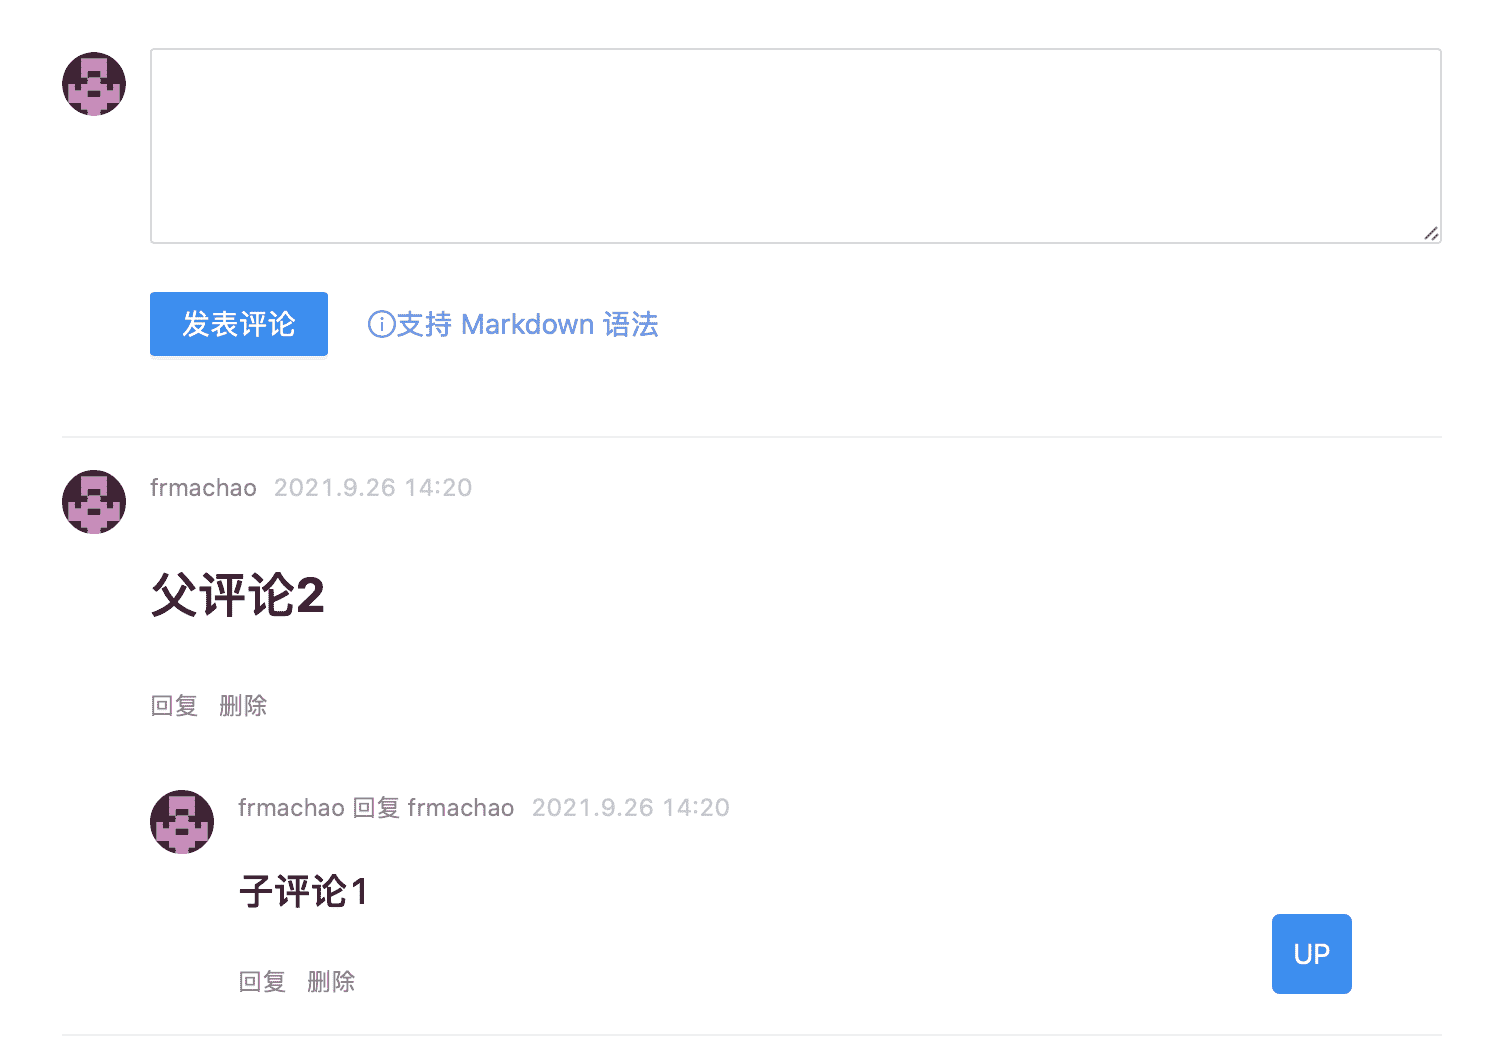 发表评论 支持 Markdown 语法
frmachao 2021.9.26 14:20
父评论2
回复 删除
frmachao 回复 frmachao 2021.9.26 14:20
子评论1
UP
回复 删除